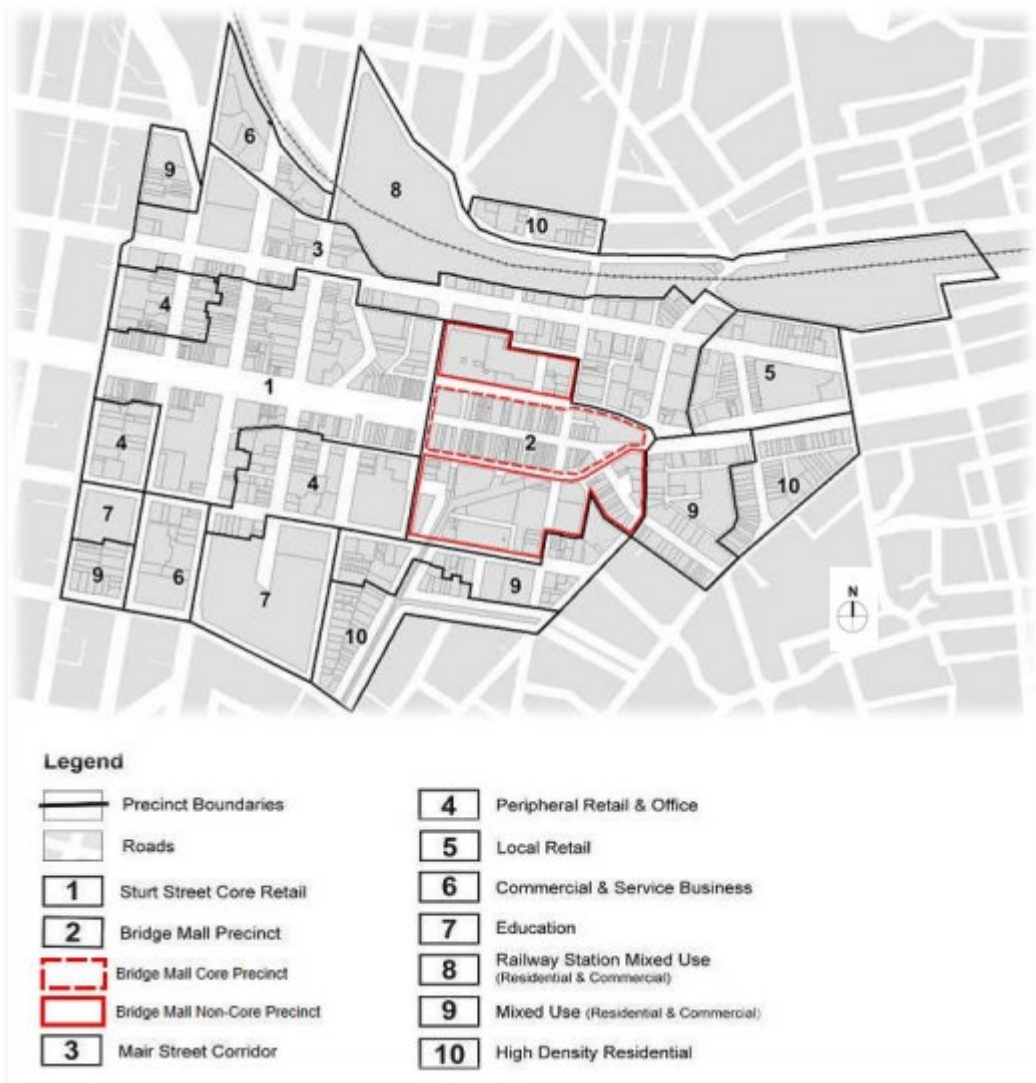 6
9
8
10
3
4
1
5
2
4
4
10
9
7
9
6
7
9
10
N
Legend
Precinct Boundaries
Roads
1 Sturt Street Core Retail
2 Bridge Mall Precinct
Bridge Mall Core Precinct
Bridge Mall Non-Core Precinct
3 Mair Street Corridor
4 Peripheral Retail & Office
5 Local Retail
6 Commercial & Service Business
7 Education
8 Railway Station Mixed Use
(Residential & Commercial)
9 Mixed Use (Residential & Commercial)
10 High Density Residential